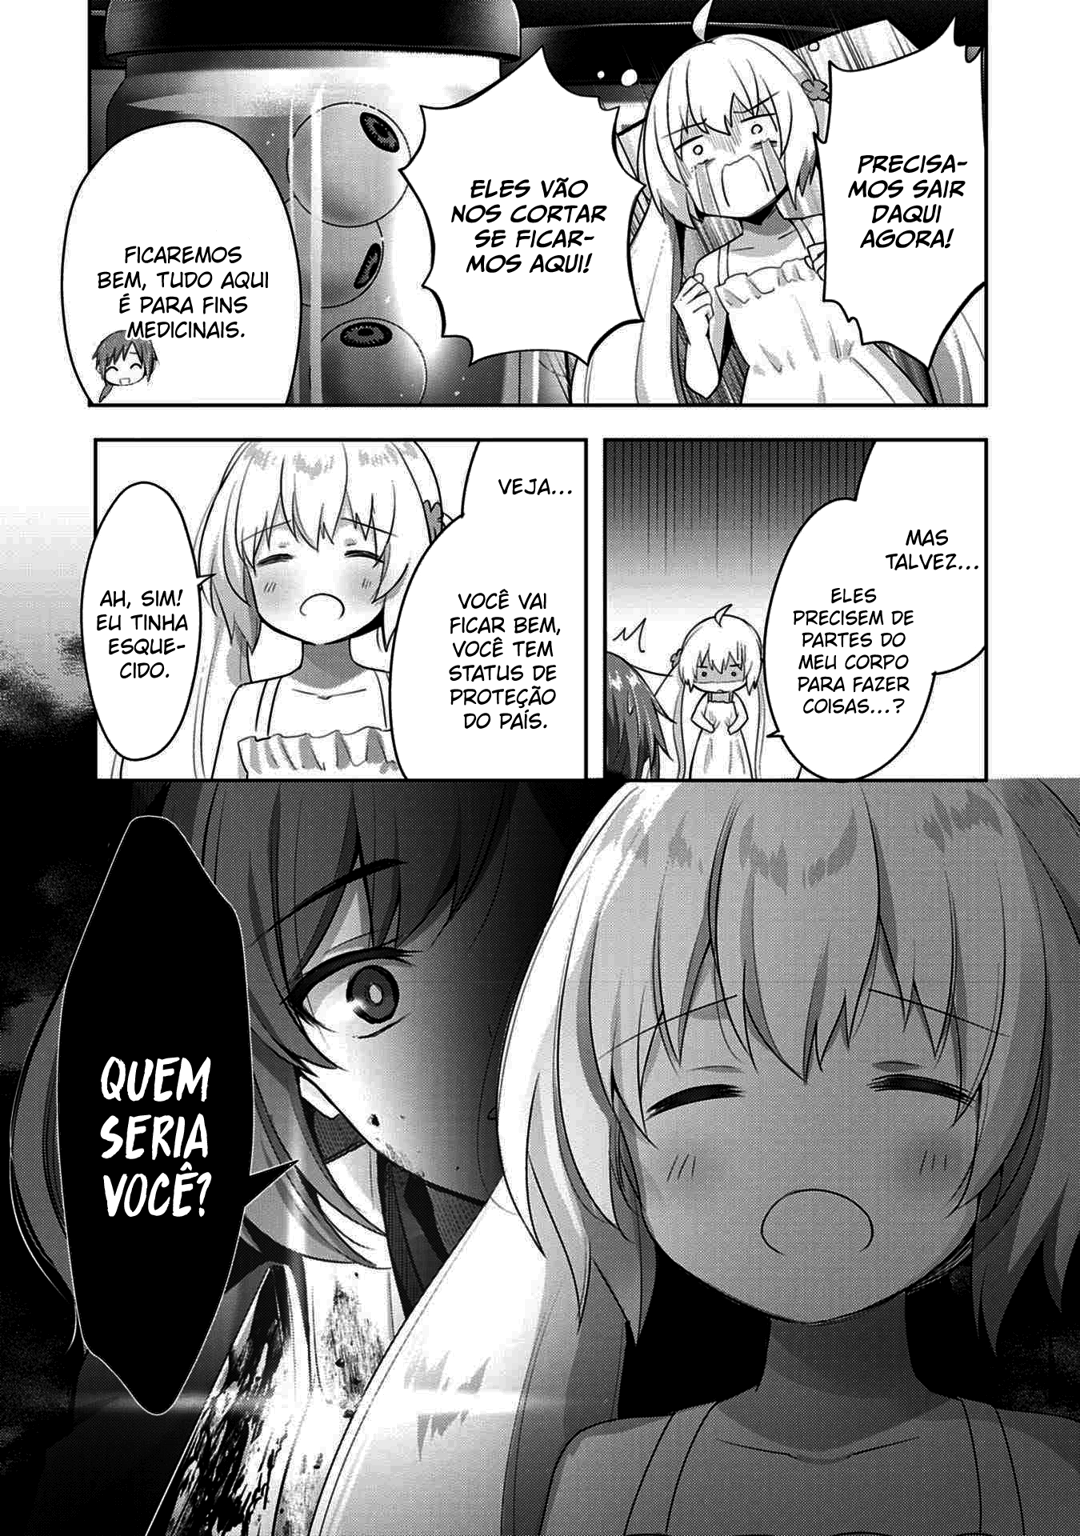 PRECISA-
MOS SAIR
DAQUI
AGORA!
ELES VÃO
NOS CORTAR
SE FICAR-
MOS AQUI!
FICAREMOS
BEM, TUDO AQUI
É PARA FINS
MEDICINAIS.
MAS
TALVEZ...
ELES
PRECISEM DE
PARTES DO
MEU CORPO
PARA FAZER
COISAS...?
VEJA...
VOCÊ VAI
FICAR BEM,
VOCÊ TEM
STATUS DE
PROTEÇÃO
DO PAÍS.
AH, SIM!
EU TINHA
ESQUE-
CIDO.
QUEM
SERIA
VOCÊ?